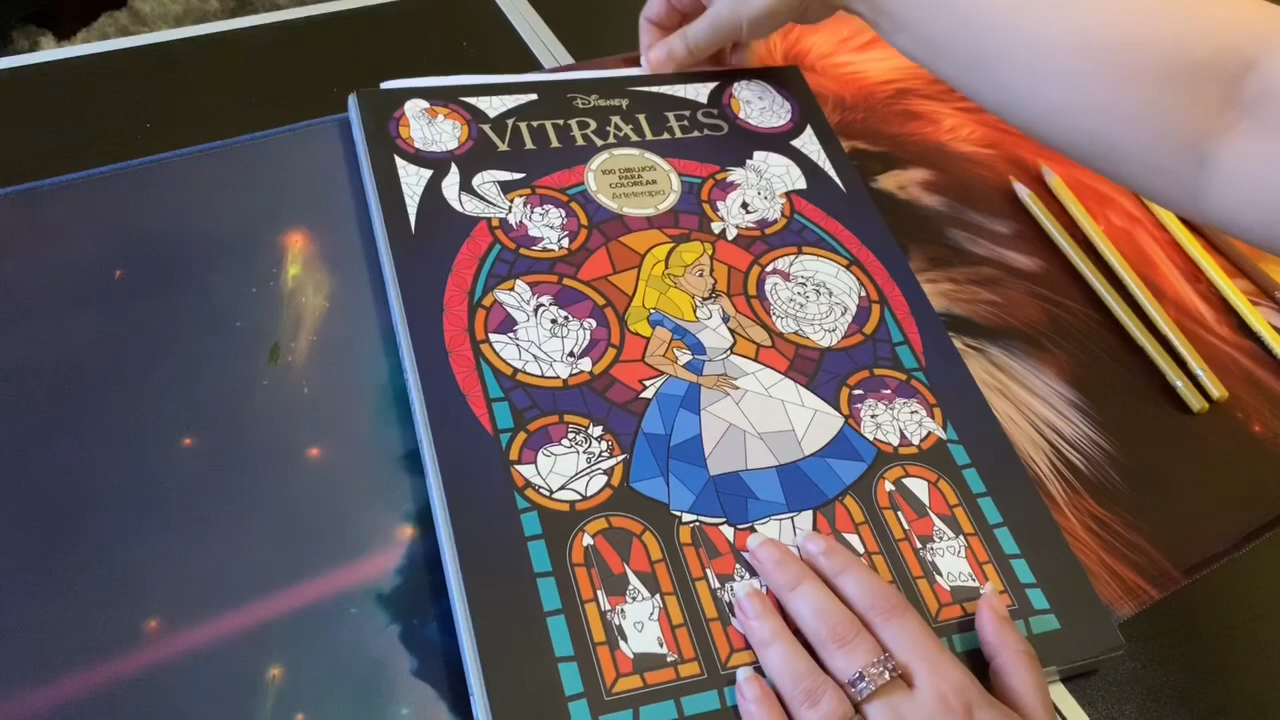 Disney
VITRALES
100 DIBUJOS
PARA
COLOREAR
Arteterapia